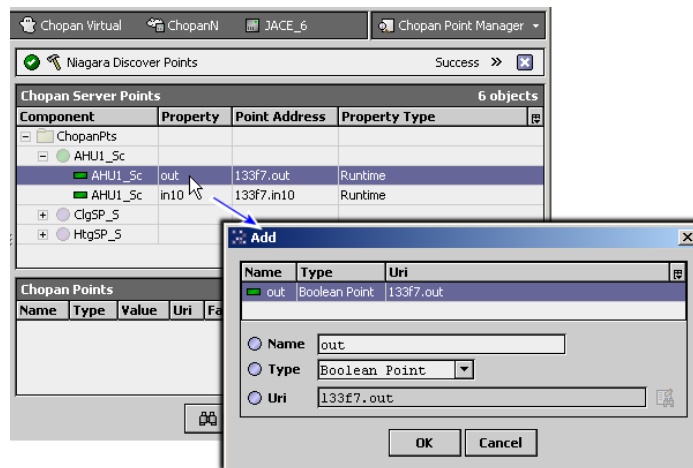 Chopan Virtual ChopanN JACE_6 Chopan Point Manager
Niagara Discover Points Success »
Chopan Server Points 6 objects
Component Property Point Address Property Type
ChopanPts
AHU1_Sc
AHU1_Sc out 133f7.out Runtime
AHU1_Sc in10 133f7.in10 Runtime
ClgSP_S
HtgSP_S
Chopan Points
Name Type Value Uri Fa
Add
Name Type Uri
out Boolean Point 133f7.out
Name out
Type Boolean Point
Uri 133f7.out
OK Cancel